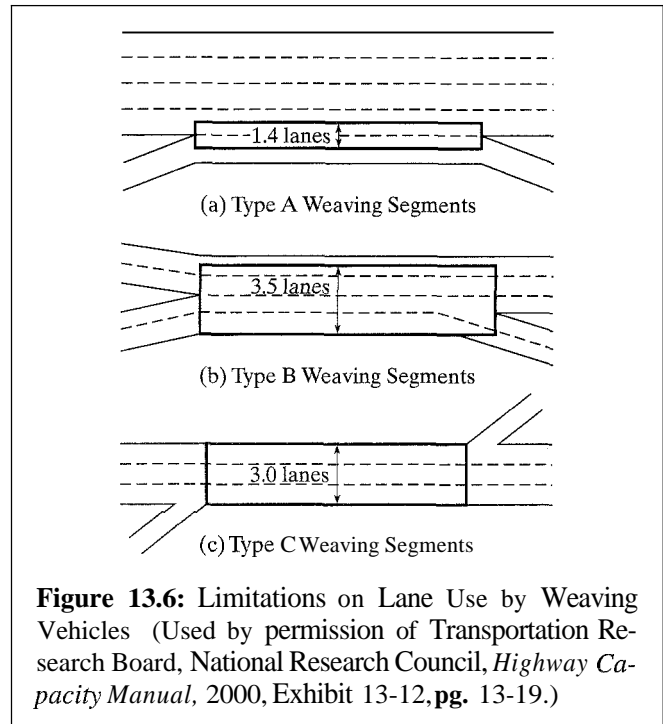 1.4 lanes
(a) Type A Weaving Segments
3.5 lanes
(b) Type B Weaving Segments
3.0 lanes
(c) Type C Weaving Segments
Figure 13.6: Limitations on Lane Use by Weaving
Vehicles (Used by permission of Transportation Re-
search Board, National Research Council, Highway Ca-
pacity Manual, 2000, Exhibit 13-12, pg. 13-19.)